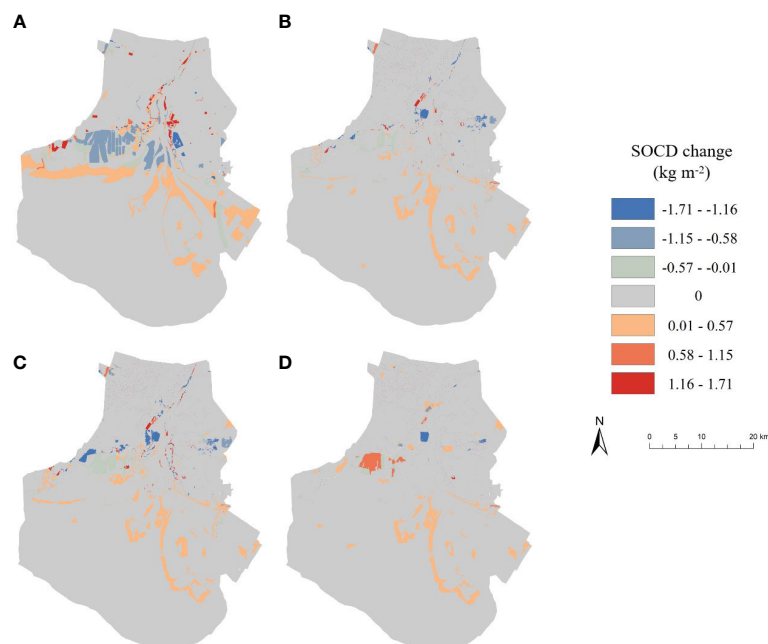 A
B
SOCD change
(kg m-2)
-1.71 - -1.16
-1.15 - -0.58
-0.57 - -0.01
0
0.01 - 0.57
0.58 - 1.15
1.16 - 1.71
C
D
N
0 5 10 20 km